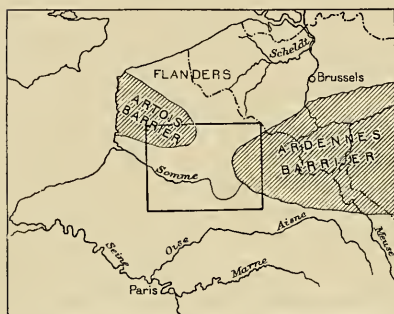 Scheldt
FLANDERS
Brussels
ARTOIS
BARRIER
ARDENNES
BARRIER
Somme
Oise
Aisne
Meuse
Seine
Marne
Paris